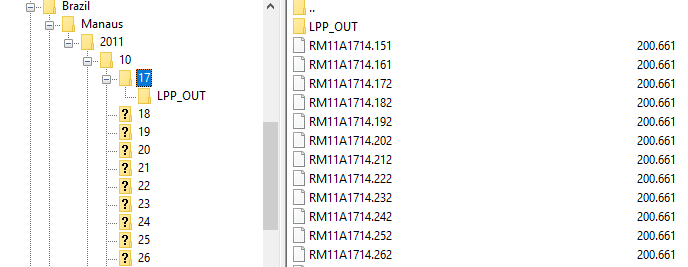 Brazil
Manaus
2011
10
17
LPP_OUT
18
19
20
21
22
23
24
25
26
..
LPP_OUT
RM11A1714.151 200.661
RM11A1714.161 200.661
RM11A1714.172 200.661
RM11A1714.182 200.661
RM11A1714.192 200.661
RM11A1714.202 200.661
RM11A1714.212 200.661
RM11A1714.222 200.661
RM11A1714.232 200.661
RM11A1714.242 200.661
RM11A1714.252 200.661
RM11A1714.262 200.661